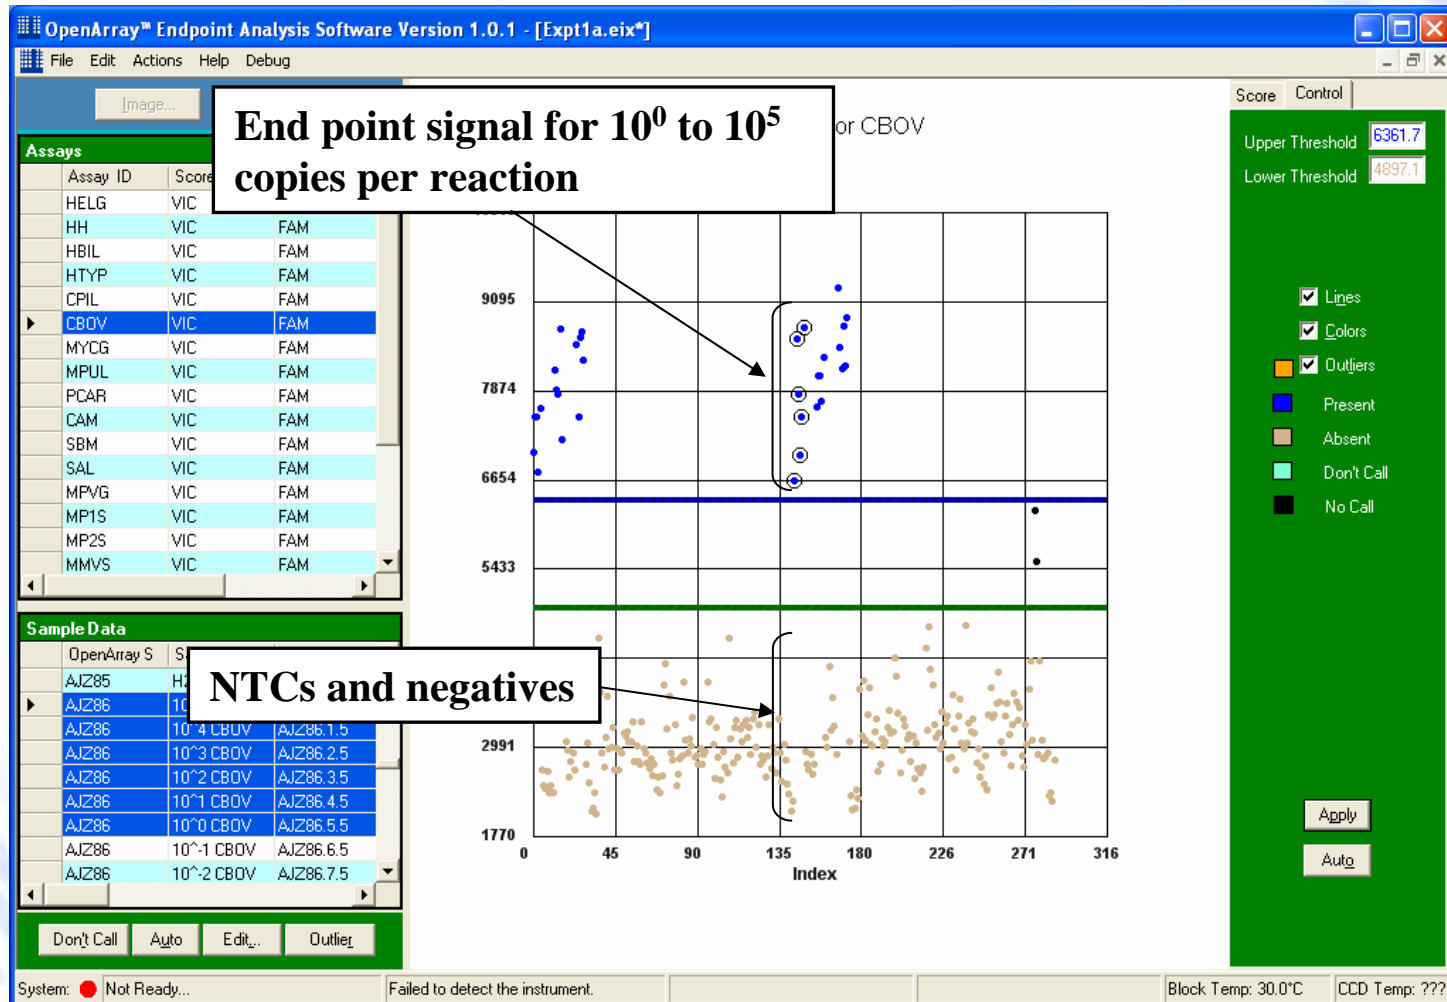 OpenArray™ Endpoint Analysis Software Version 1.0.1 - [Expt1a.eix*]
File Edit Actions Help Debug
Image...
End point signal for 10⁰ to 10⁵
copies per reaction
or CBOV
Score Control
Upper Threshold 6361.7
Lower Threshold 4897.1
Lines
Colors
Outliers
Present
Absent
Don't Call
No Call
Apply
Auto
Assays
Assay ID Score
HELG VIC
HH VIC FAM
HBIL VIC FAM
HTYP VIC FAM
CPIL VIC FAM
CBOV VIC FAM
MYCG VIC FAM
MPUL VIC FAM
PCAR VIC FAM
CAM VIC FAM
SBM VIC FAM
SAL VIC FAM
MPVG VIC FAM
MP1S VIC FAM
MP2S VIC FAM
MMVS VIC FAM
9095
7874
6654
5433
2991
1770
0 45 90 135 180 226 271 316
Index
NTCs and negatives
Sample Data
OpenArray S
AJZ85
AJZ86
AJZ86 10^4 CBOV AJZ86.1.5
AJZ86 10^3 CBOV AJZ86.2.5
AJZ86 10^2 CBOV AJZ86.3.5
AJZ86 10^1 CBOV AJZ86.4.5
AJZ86 10^0 CBOV AJZ86.5.5
AJZ86 10^-1 CBOV AJZ86.6.5
AJZ86 10^-2 CBOV AJZ86.7.5
Don't Call Auto Edit... Outlier
System: Not Ready... Failed to detect the instrument. Block Temp: 30.0°C CCD Temp: ???